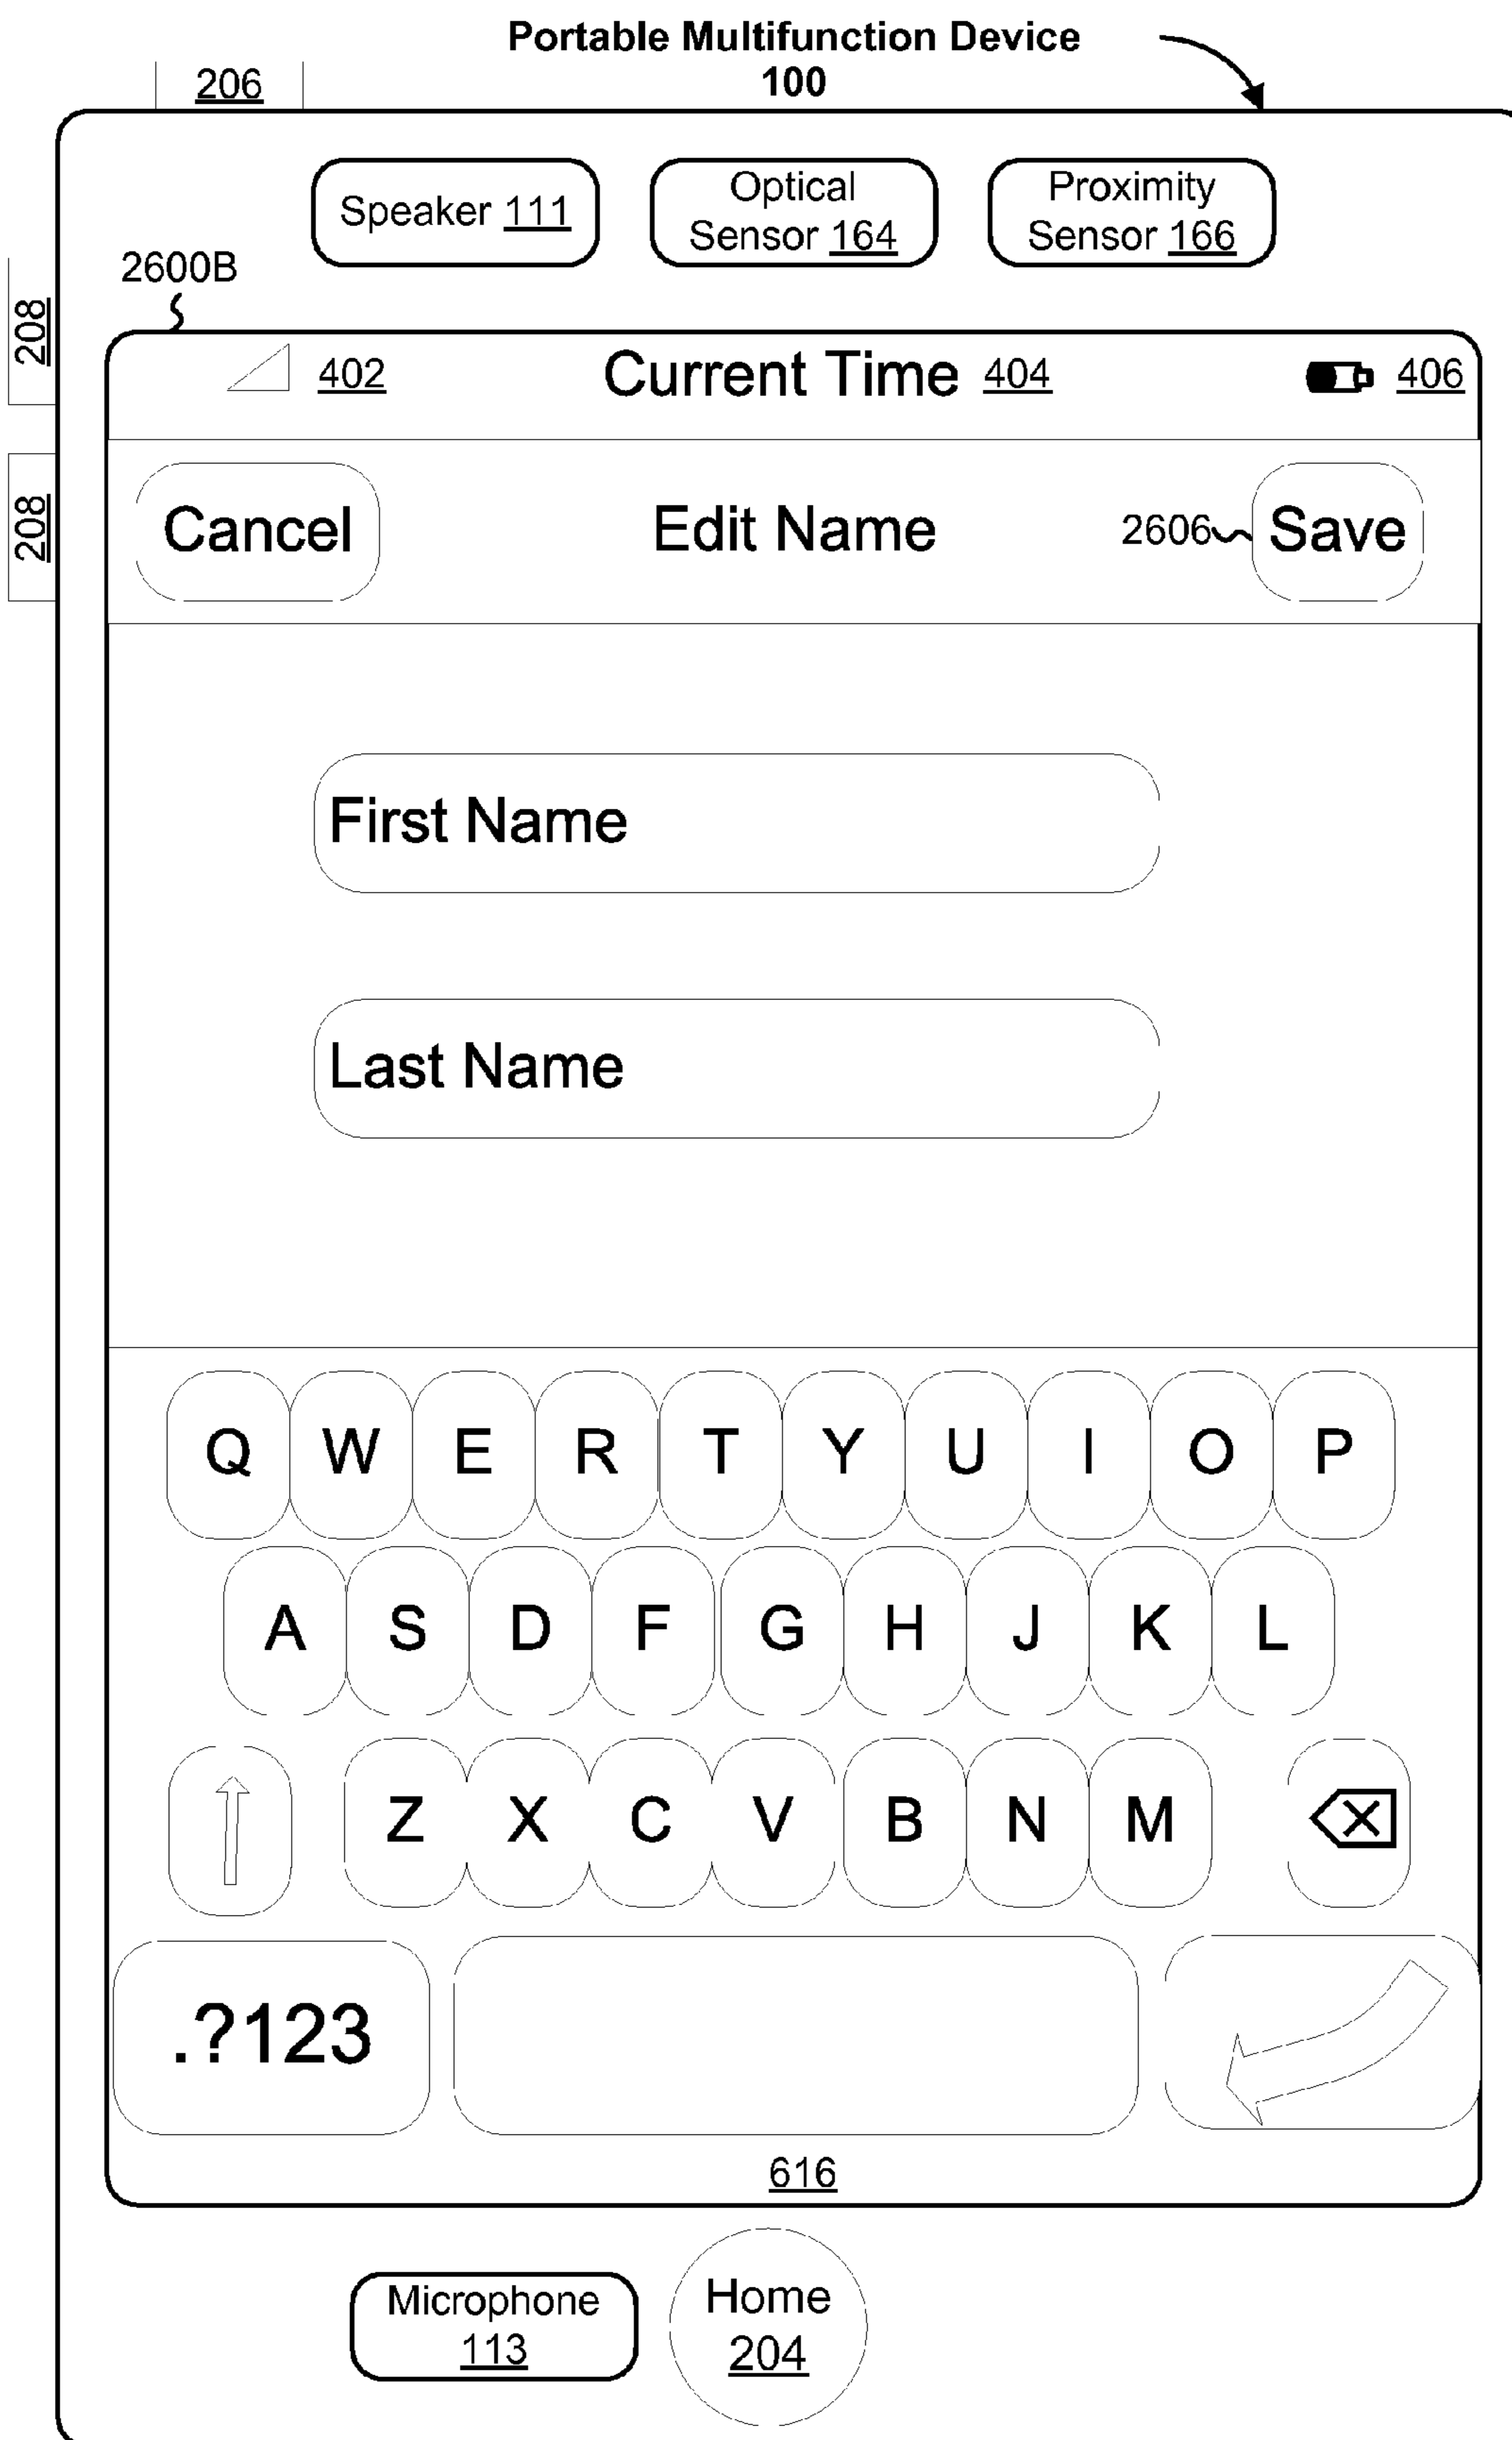 Portable Multifunction Device
100
206
Speaker 111
Optical
Sensor 164
Proximity
Sensor 166
2600B
208
402 Current Time 404 406
208
Cancel Edit Name 2606 Save
First Name
Last Name
Q W E R T Y U I O P
A S D F G H J K L
Z X C V B N M
.?123
616
Microphone
113
Home
204